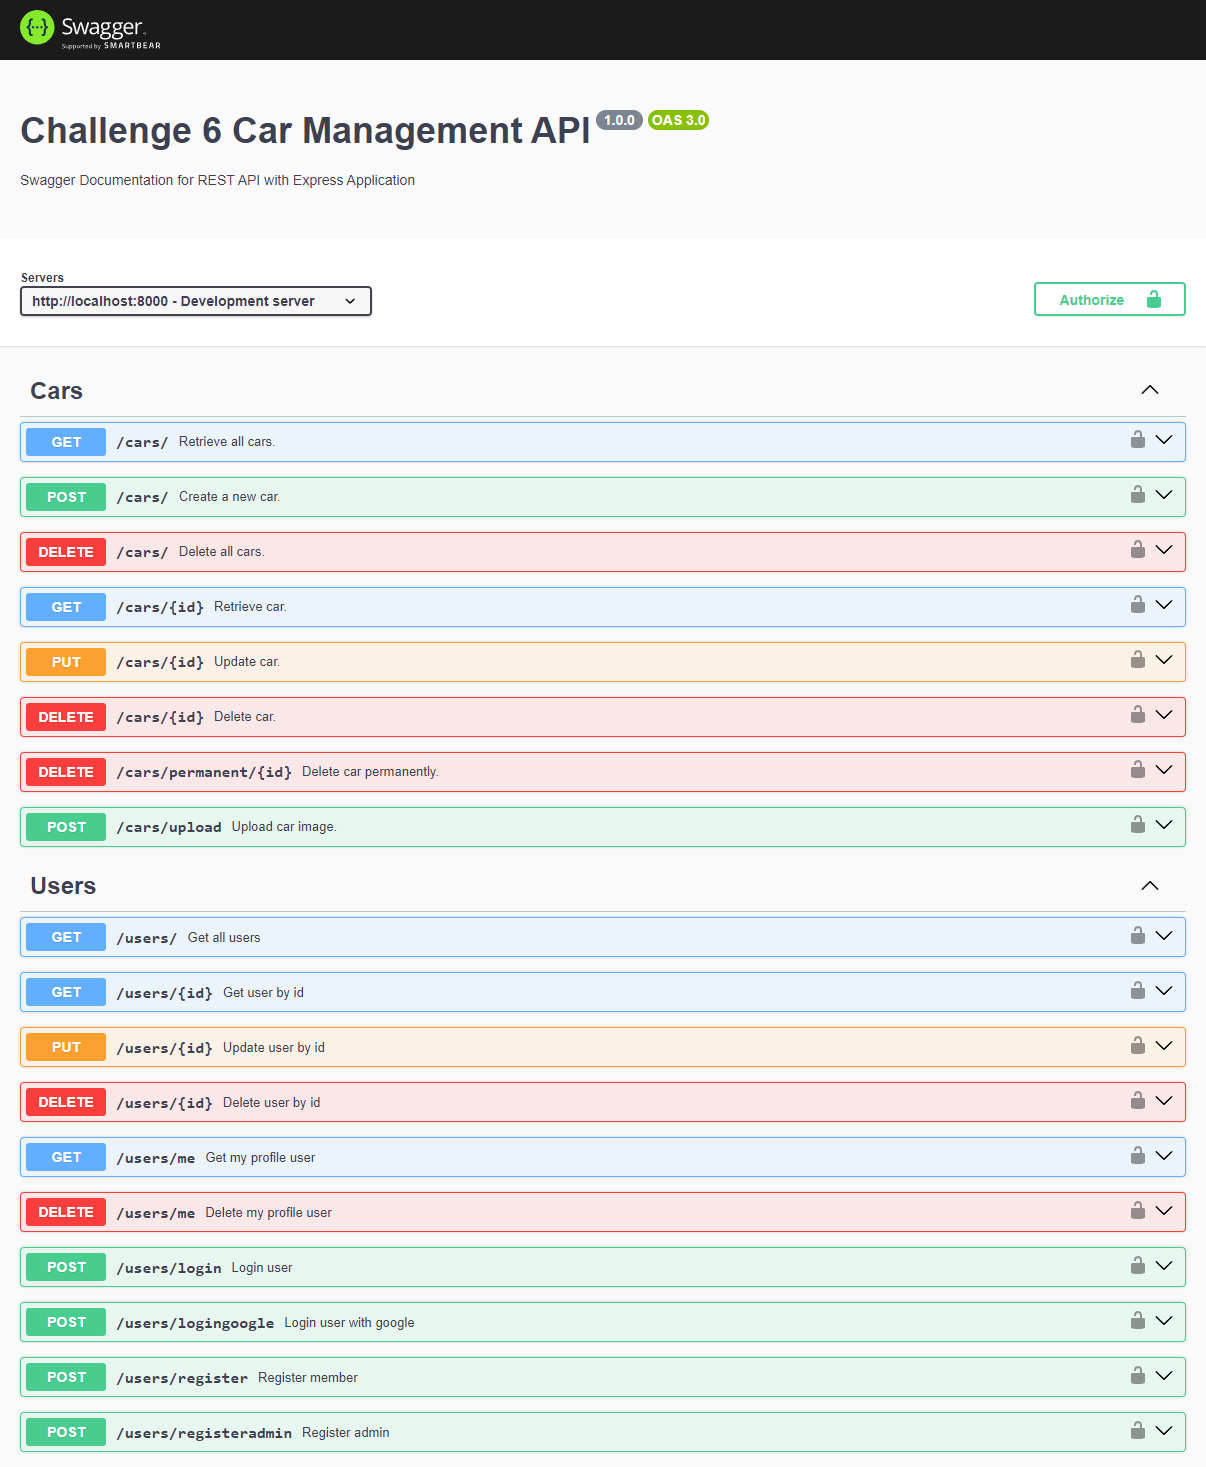 Swagger
Supported by SMARTBEAR
Challenge 6 Car Management API 1.0.0 OAS 3.0
Swagger Documentation for REST API with Express Application
Servers
http://localhost:8000 - Development server
Authorize
Cars
GET /cars/ Retrieve all cars.
POST /cars/ Create a new car.
DELETE /cars/ Delete all cars.
GET /cars/{id} Retrieve car.
PUT /cars/{id} Update car.
DELETE /cars/{id} Delete car.
DELETE /cars/permanent/{id} Delete car permanently.
POST /cars/upload Upload car image.
Users
GET /users/ Get all users
GET /users/{id} Get user by id
PUT /users/{id} Update user by id
DELETE /users/{id} Delete user by id
GET /users/me Get my profile user
DELETE /users/me Delete my profile user
POST /users/login Login user
POST /users/logingoogle Login user with google
POST /users/register Register member
POST /users/registeradmin Register admin